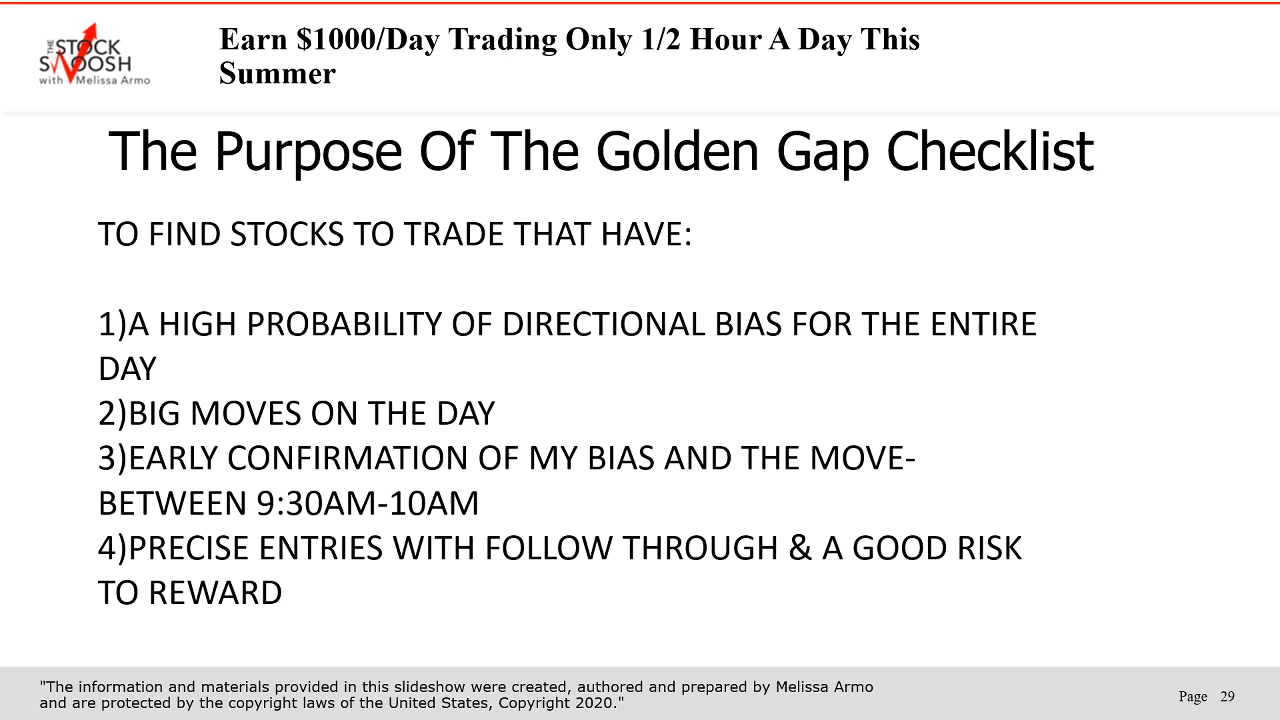 THE
STOCK
SWOOSH
with Melissa Armo
Earn $1000/Day Trading Only 1/2 Hour A Day This
Summer
The Purpose Of The Golden Gap Checklist
TO FIND STOCKS TO TRADE THAT HAVE:
1)A HIGH PROBABILITY OF DIRECTIONAL BIAS FOR THE ENTIRE
DAY
2)BIG MOVES ON THE DAY
3)EARLY CONFIRMATION OF MY BIAS AND THE MOVE-
BETWEEN 9:30AM-10AM
4)PRECISE ENTRIES WITH FOLLOW THROUGH & A GOOD RISK
TO REWARD
"The information and materials provided in this slideshow were created, authored and prepared by Melissa Armo
and are protected by the copyright laws of the United States, Copyright 2020."
Page 29